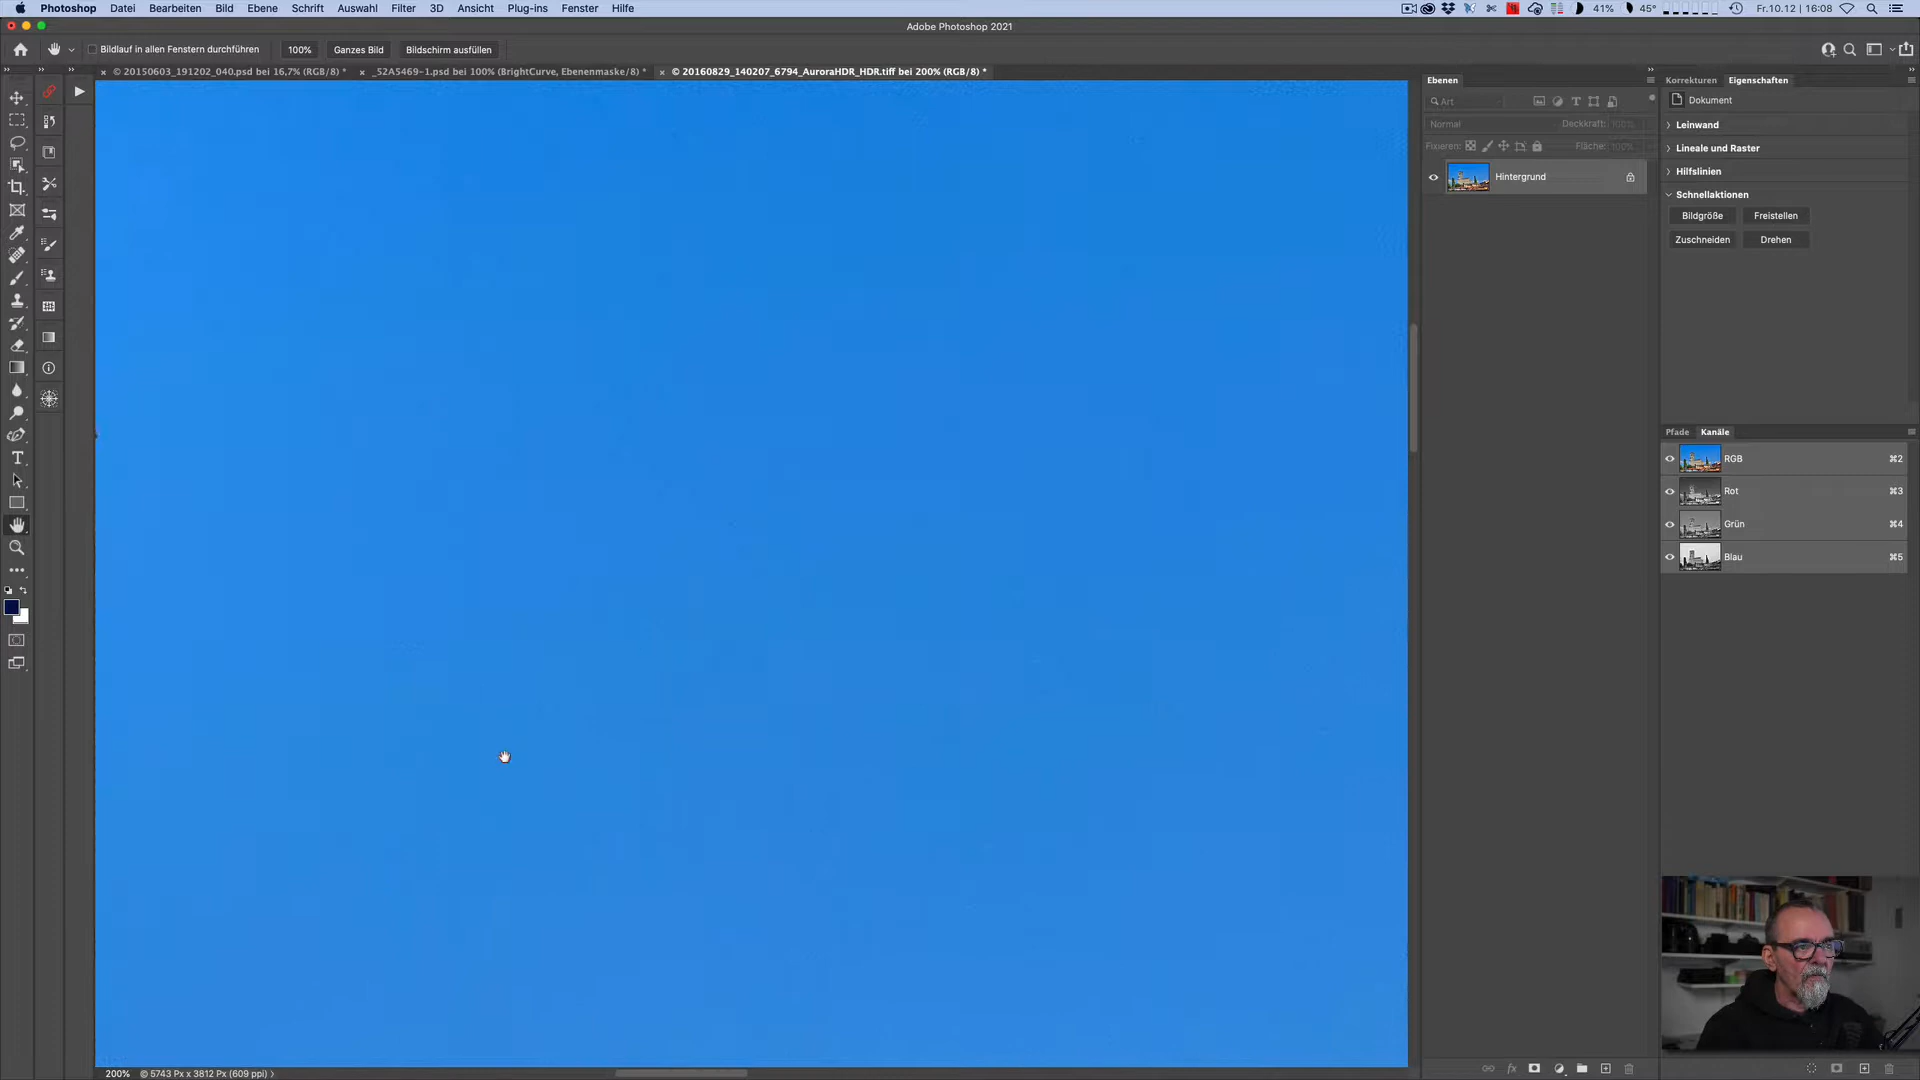 Photoshop Datei Bearbeiten Bild Ebene Schrift Auswahl Filter 3D Ansicht Plug-ins Fenster Hilfe 41% 45° Fr.10.12 | 16:08
Adobe Photoshop 2021
Bildlauf in allen Fenstern durchführen 100% Ganzes Bild Bildschirm ausfüllen
× © 20150603_191202_040.psd bei 16,7% (RGB/8) * × _52A5469-1.psd bei 100% (BrightCurve, Ebenenmaske/8) * × © 20160829_140207_6794_AuroraHDR_HDR.tiff bei 200% (RGB/8) *
Ebenen
Art
Normal Deckkraft: 100%
Fixieren: Fläche: 100%
Hintergrund
Korrekturen Eigenschaften
Dokument
Leinwand
Lineale und Raster
Hilfslinien
Schnellaktionen
Bildgröße Freistellen
Zuschneiden Drehen
Pfade Kanäle
RGB ⌘2
Rot ⌘3
Grün ⌘4
Blau ⌘5
200% © 5743 Px x 3812 Px (609 ppi)